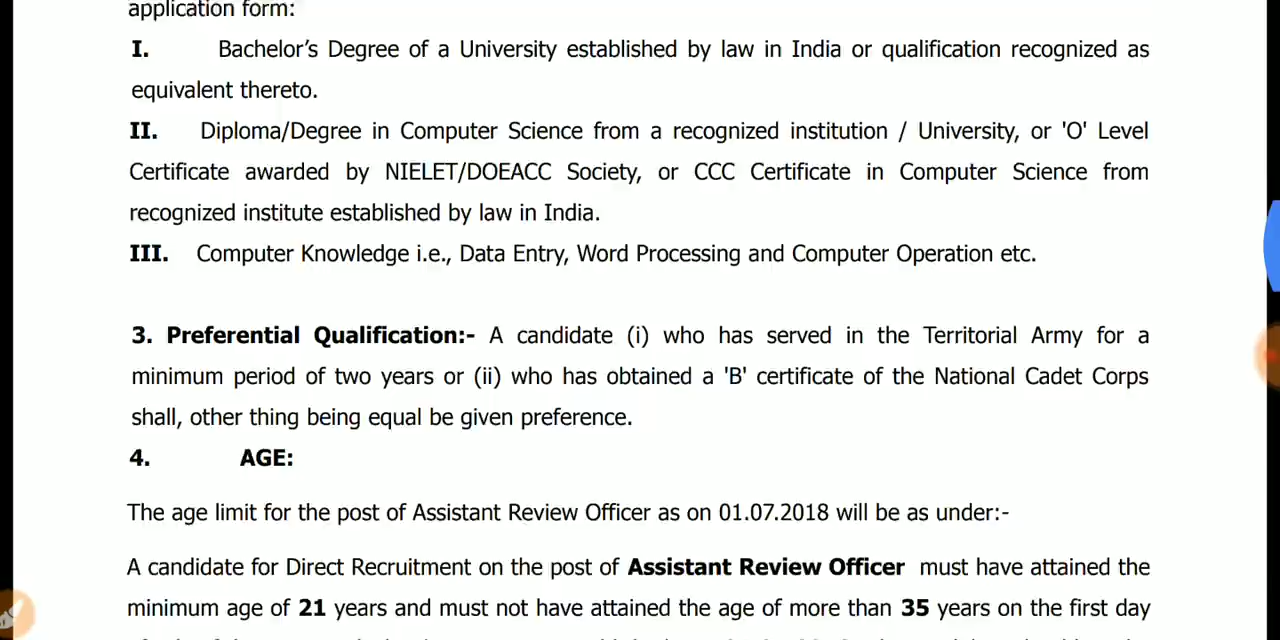 application form:
I. Bachelor’s Degree of a University established by law in India or qualification recognized as
equivalent thereto.
II. Diploma/Degree in Computer Science from a recognized institution / University, or 'O' Level
Certificate awarded by NIELET/DOEACC Society, or CCC Certificate in Computer Science from
recognized institute established by law in India.
III. Computer Knowledge i.e., Data Entry, Word Processing and Computer Operation etc.
3. Preferential Qualification:- A candidate (i) who has served in the Territorial Army for a
minimum period of two years or (ii) who has obtained a 'B' certificate of the National Cadet Corps
shall, other thing being equal be given preference.
4. AGE:
The age limit for the post of Assistant Review Officer as on 01.07.2018 will be as under:-
A candidate for Direct Recruitment on the post of Assistant Review Officer must have attained the
minimum age of 21 years and must not have attained the age of more than 35 years on the first day